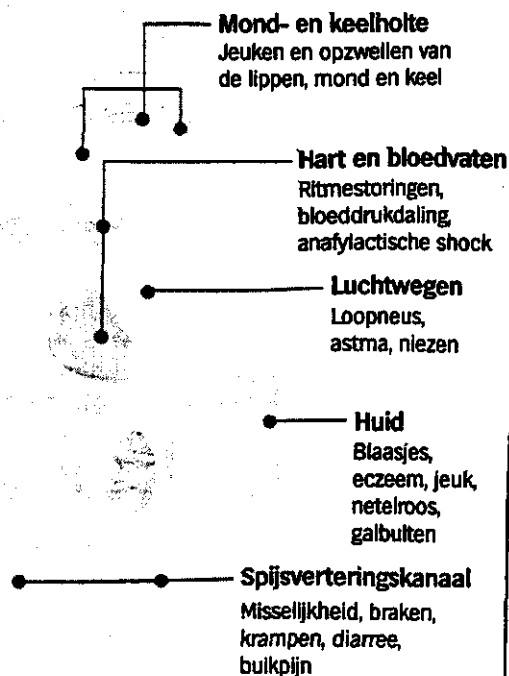 Mond- en keelholte
Jeuken en opzwellen van
de lippen, mond en keel
Hart en bloedvaten
Ritmestoringen,
bloeddrukdaling,
anafylactische shock
Luchtwegen
Loopneus,
astma, niezen
Huid
Blaasjes,
eczeem, jeuk,
netelroos,
galbulten
Spijsverteringskanaal
Misselijkheid, braken,
krampen, diarree,
buikpijn